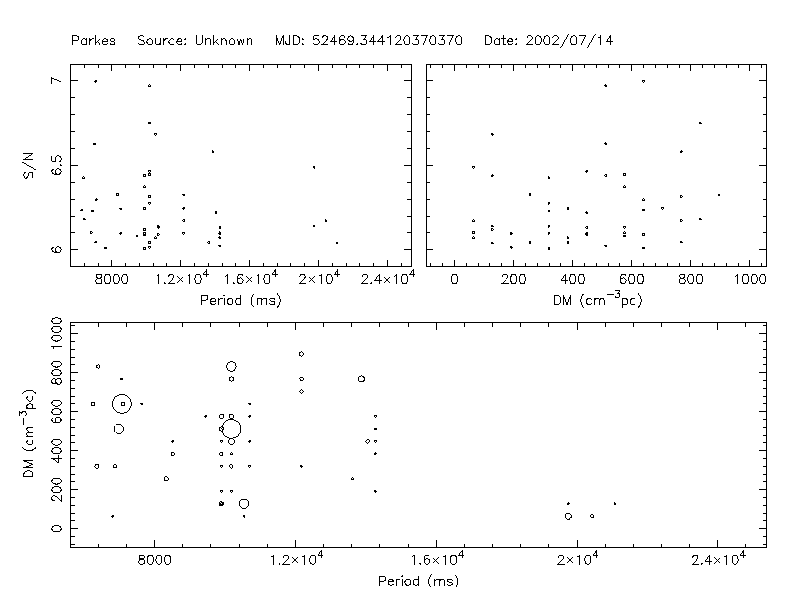 Parkes Source: Unknown MJD: 52469.344120370370 Date: 2002/07/14
7
6.5
6
S/N
8000 1.2×10⁴ 1.6×10⁴ 2×10⁴ 2.4×10⁴
Period (ms)
0 200 400 600 800 1000
DM (cm⁻³pc)
1000
800
600
400
200
0
DM (cm⁻³pc)
8000 1.2×10⁴ 1.6×10⁴ 2×10⁴ 2.4×10⁴
Period (ms)